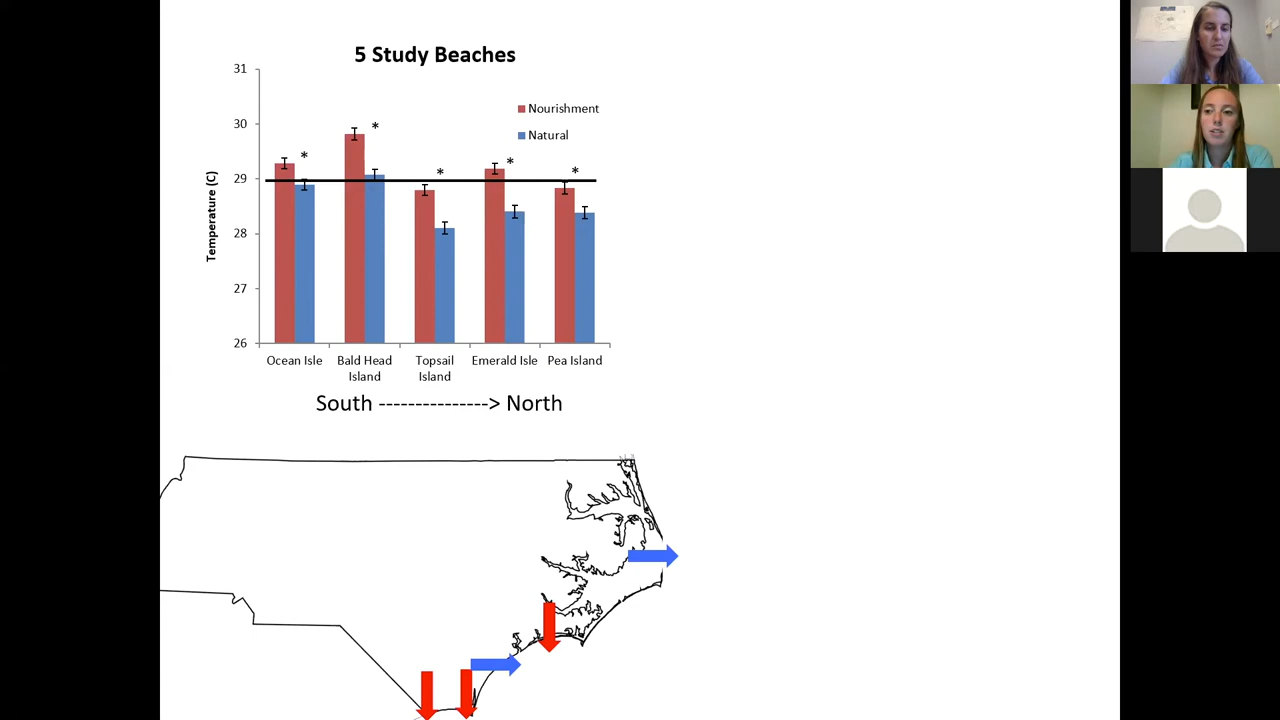 5 Study Beaches
31
30
29
28
27
26
Temperature (C)
Nourishment
Natural
*
*
*
*
*
Ocean Isle
Bald Head Island
Topsail Island
Emerald Isle
Pea Island
South ---------------> North